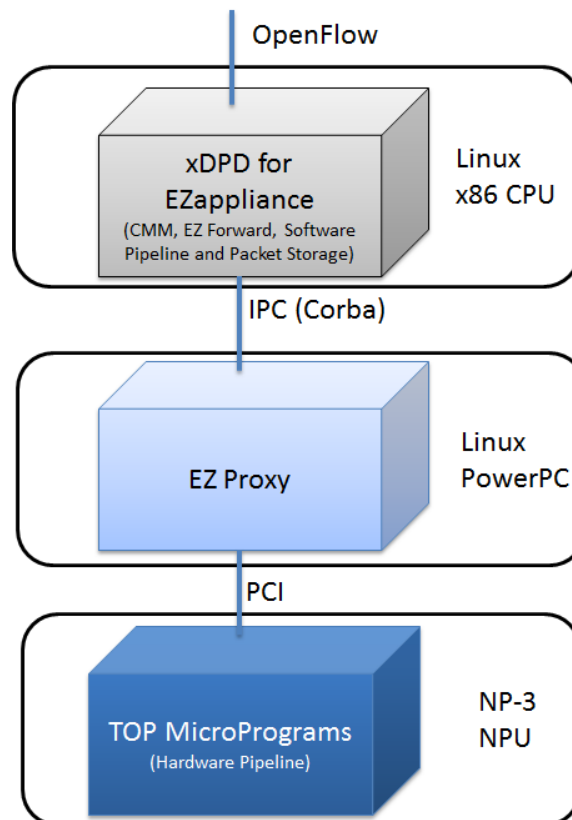 OpenFlow
xDPD for
EZappliance
(CMM, EZ Forward, Software
Pipeline and Packet Storage)
Linux
x86 CPU
IPC (Corba)
EZ Proxy
Linux
PowerPC
PCI
TOP MicroPrograms
(Hardware Pipeline)
NP-3
NPU